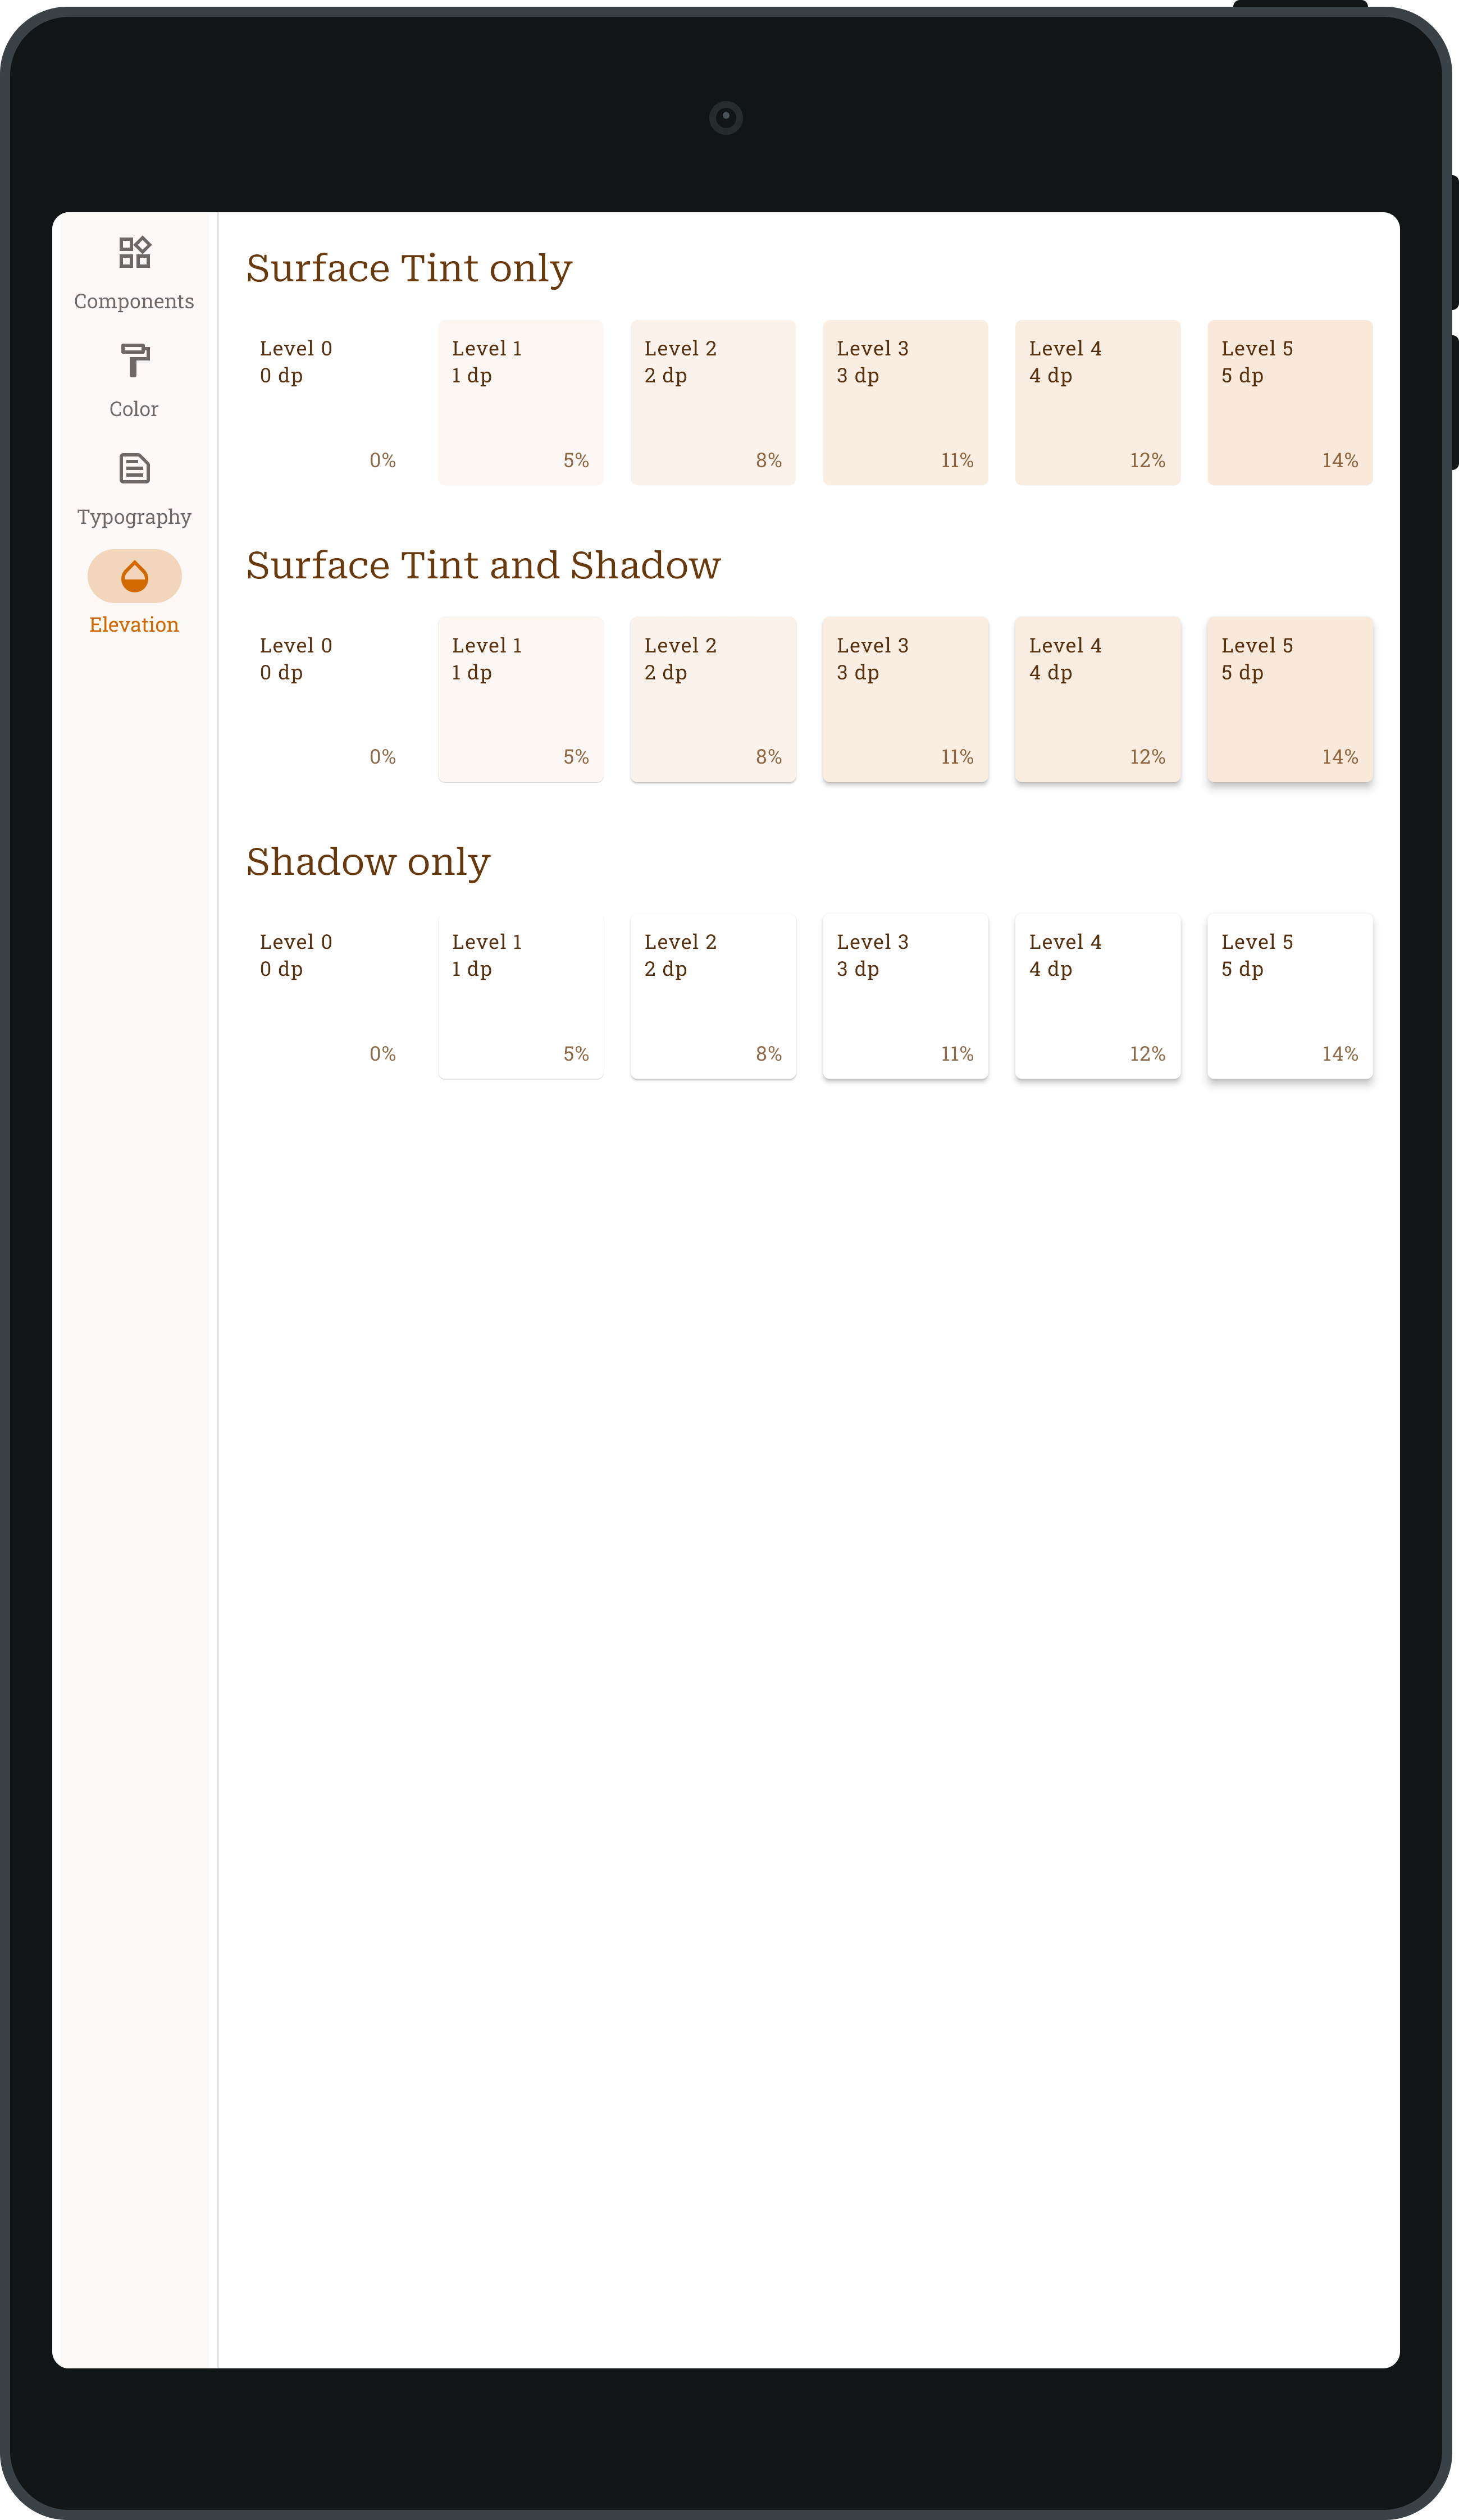 Components
Color
Typography
Elevation
Surface Tint only
Level 0
0 dp
0%
Level 1
1 dp
5%
Level 2
2 dp
8%
Level 3
3 dp
11%
Level 4
4 dp
12%
Level 5
5 dp
14%
Surface Tint and Shadow
Level 0
0 dp
0%
Level 1
1 dp
5%
Level 2
2 dp
8%
Level 3
3 dp
11%
Level 4
4 dp
12%
Level 5
5 dp
14%
Shadow only
Level 0
0 dp
0%
Level 1
1 dp
5%
Level 2
2 dp
8%
Level 3
3 dp
11%
Level 4
4 dp
12%
Level 5
5 dp
14%